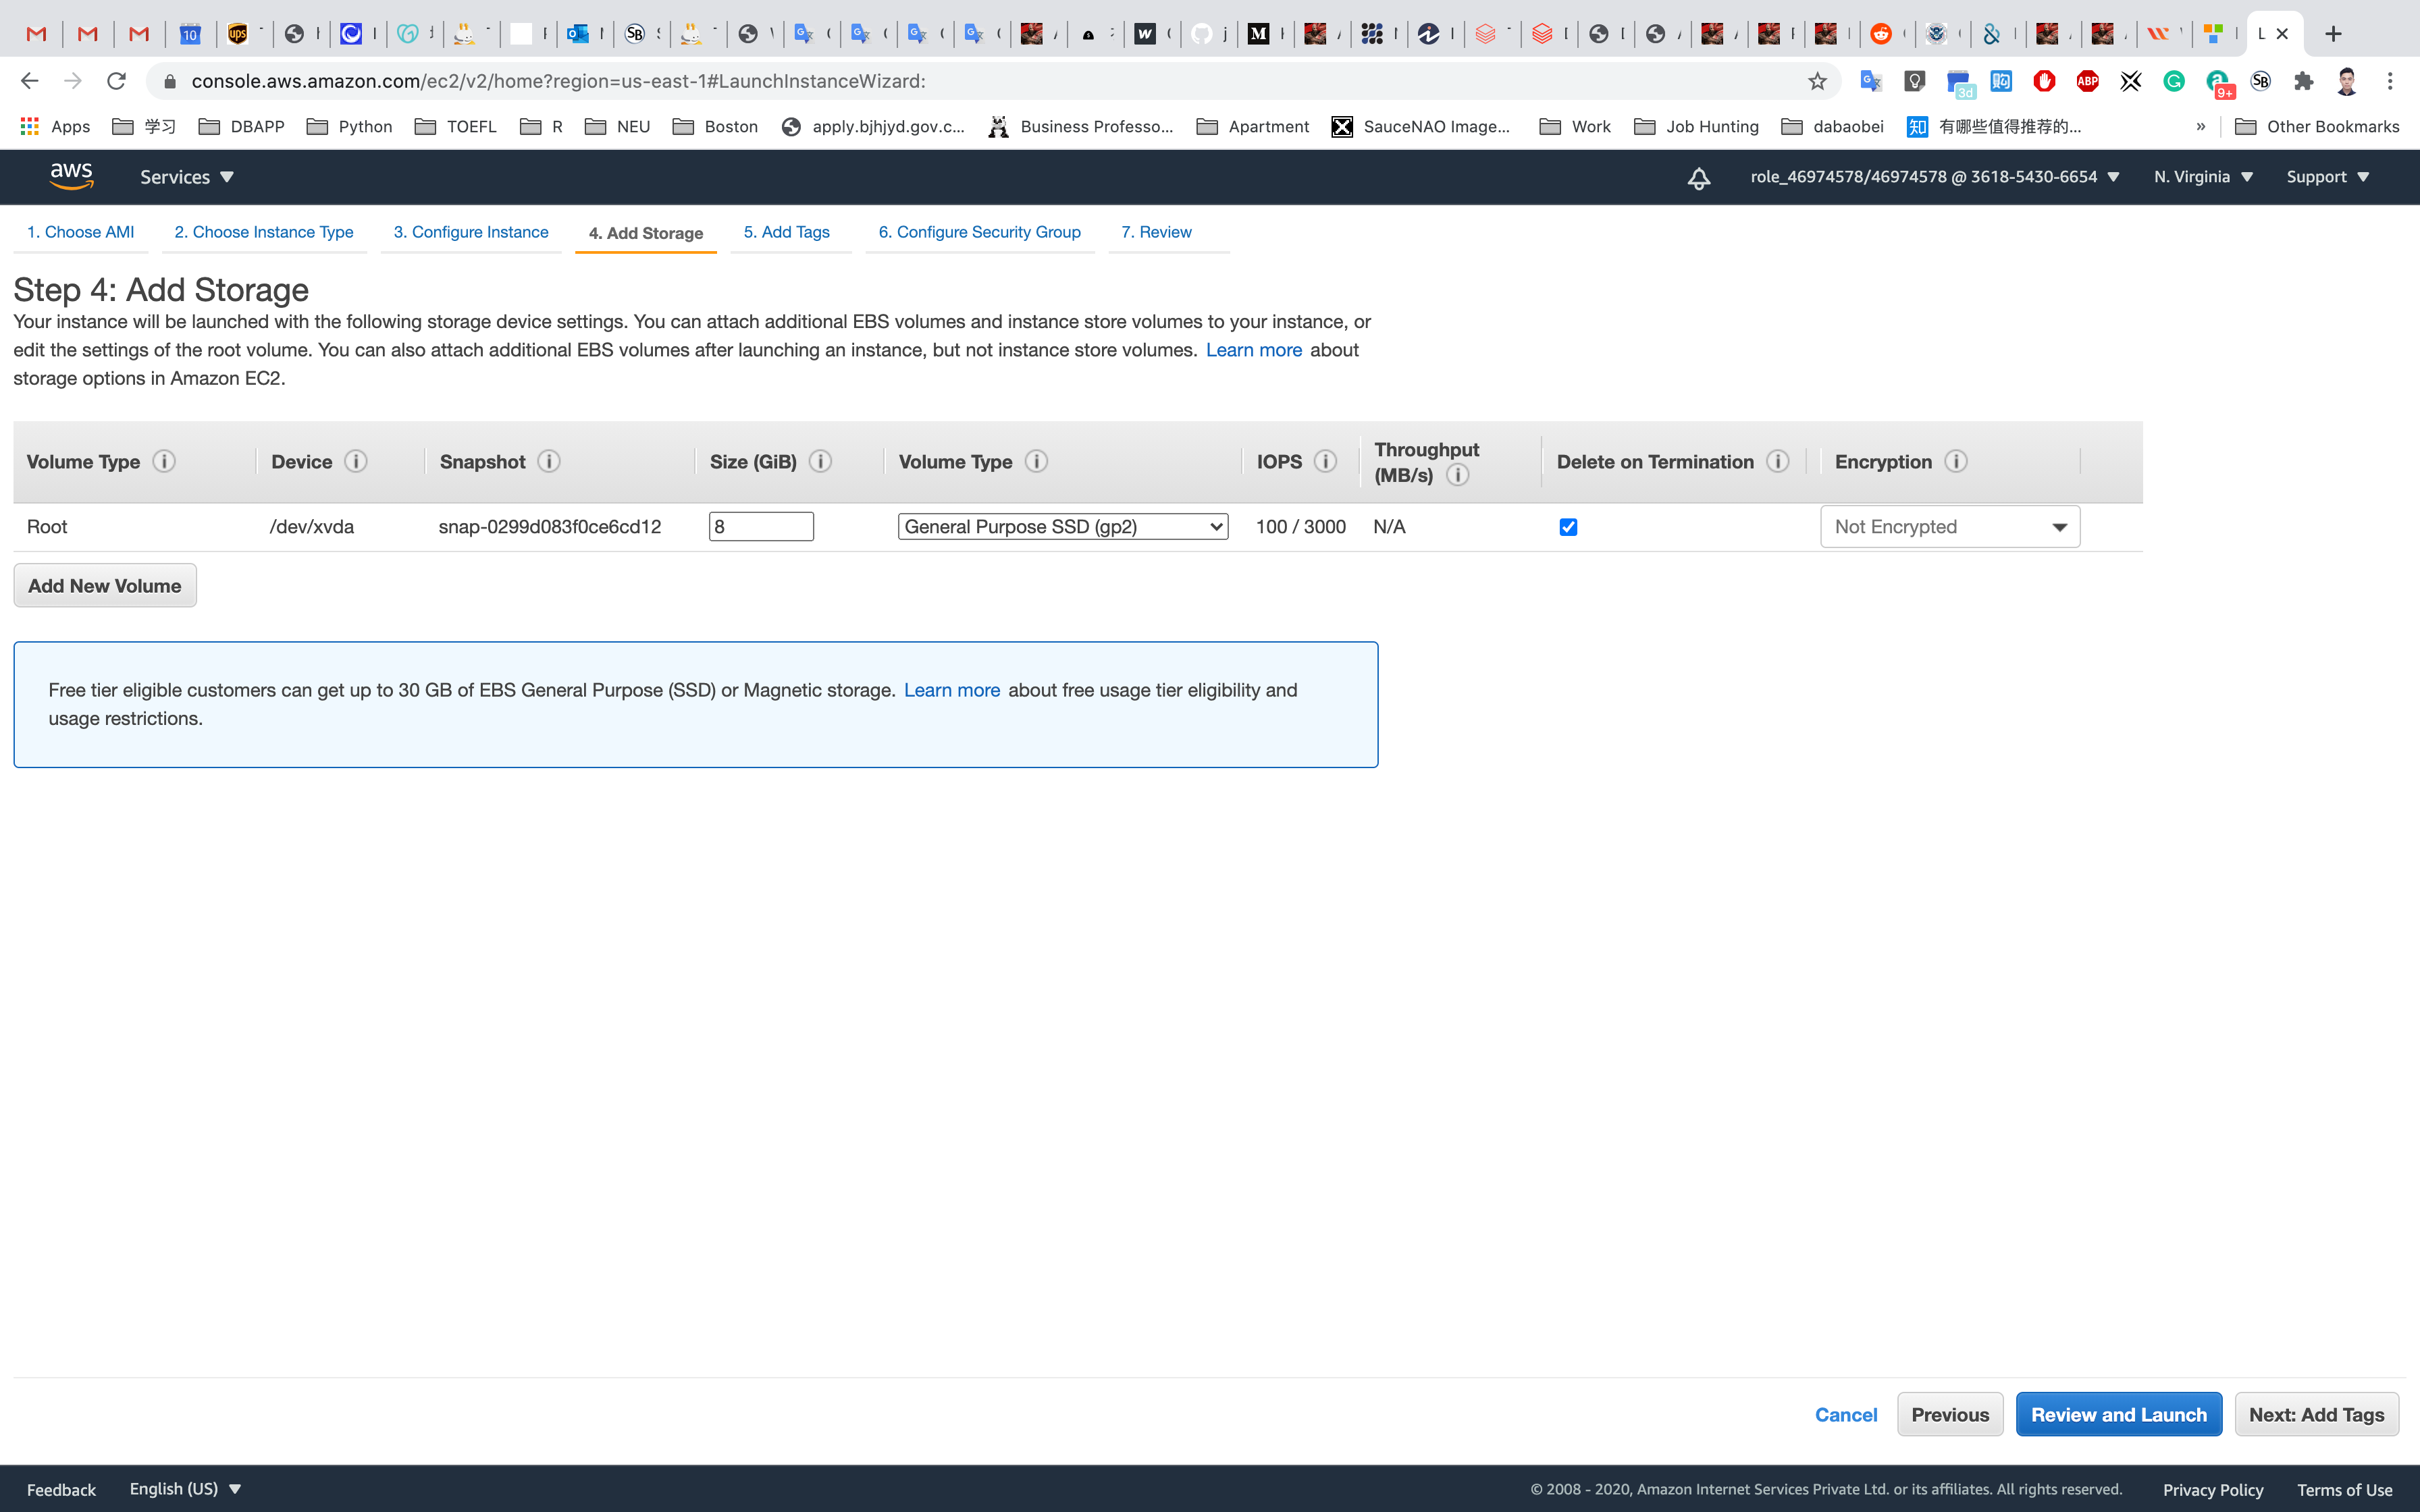 10
ups
SB
console.aws.amazon.com/ec2/v2/home?region=us-east-1#LaunchInstanceWizard:
3d
ABP
9+
SB
Apps
学习
DBAPP
Python
TOEFL
R
NEU
Boston
apply.bjhjyd.gov.c...
Business Professo...
Apartment
SauceNAO Image...
Work
Job Hunting
dabaobei
知
有哪些值得推荐的...
»
Other Bookmarks
aws
Services
role_46974578/46974578 @ 3618-5430-6654
N. Virginia
Support
1. Choose AMI
2. Choose Instance Type
3. Configure Instance
4. Add Storage
5. Add Tags
6. Configure Security Group
7. Review
Step 4: Add Storage
Your instance will be launched with the following storage device settings. You can attach additional EBS volumes and instance store volumes to your instance, or
edit the settings of the root volume. You can also attach additional EBS volumes after launching an instance, but not instance store volumes. Learn more about
storage options in Amazon EC2.
Volume Type
Device
Snapshot
Size (GiB)
Volume Type
IOPS
Throughput
(MB/s)
Delete on Termination
Encryption
Root
/dev/xvda
snap-0299d083f0ce6cd12
8
General Purpose SSD (gp2)
100 / 3000
N/A
Not Encrypted
Add New Volume
Free tier eligible customers can get up to 30 GB of EBS General Purpose (SSD) or Magnetic storage. Learn more about free usage tier eligibility and
usage restrictions.
Cancel
Previous
Review and Launch
Next: Add Tags
Feedback
English (US)
© 2008 - 2020, Amazon Internet Services Private Ltd. or its affiliates. All rights reserved.
Privacy Policy
Terms of Use